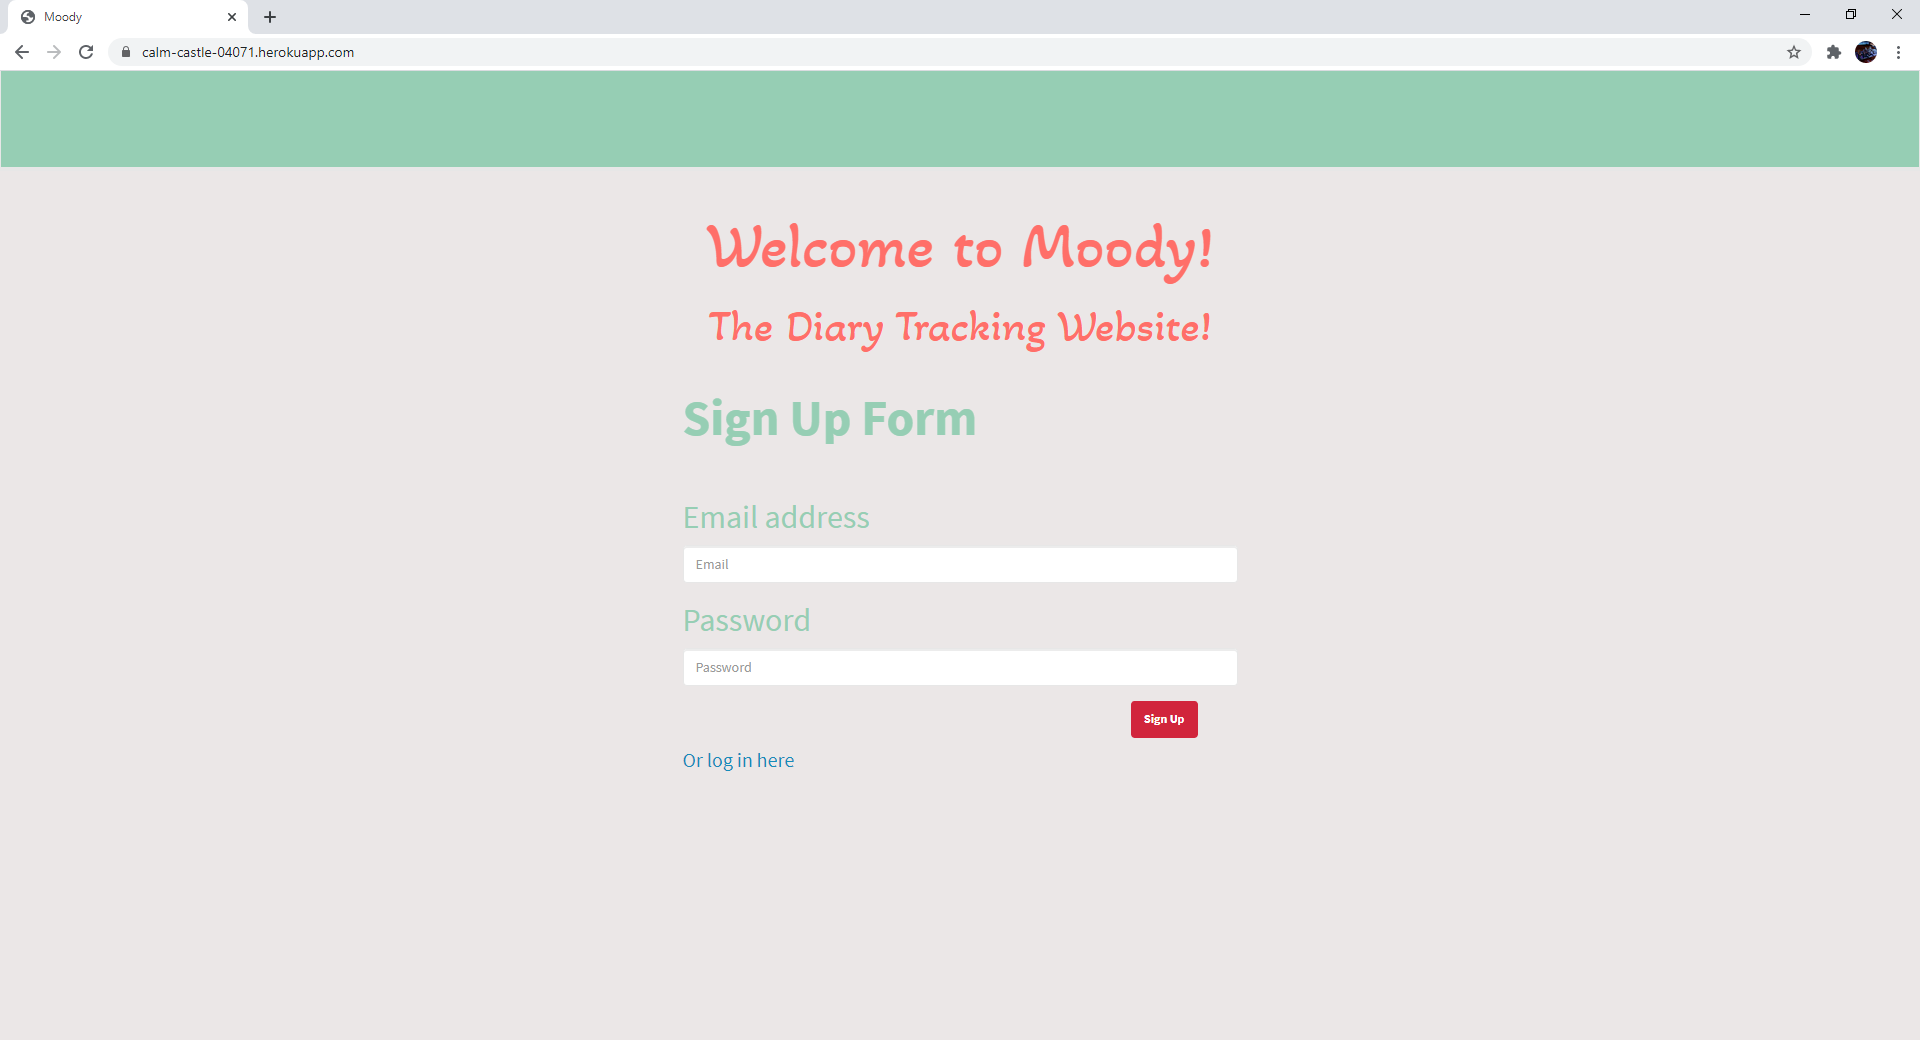 Moody
calm-castle-04071.herokuapp.com
Welcome to Moody!
The Diary Tracking Website!
Sign Up Form
Email address
Email
Password
Password
Sign Up
Or log in here